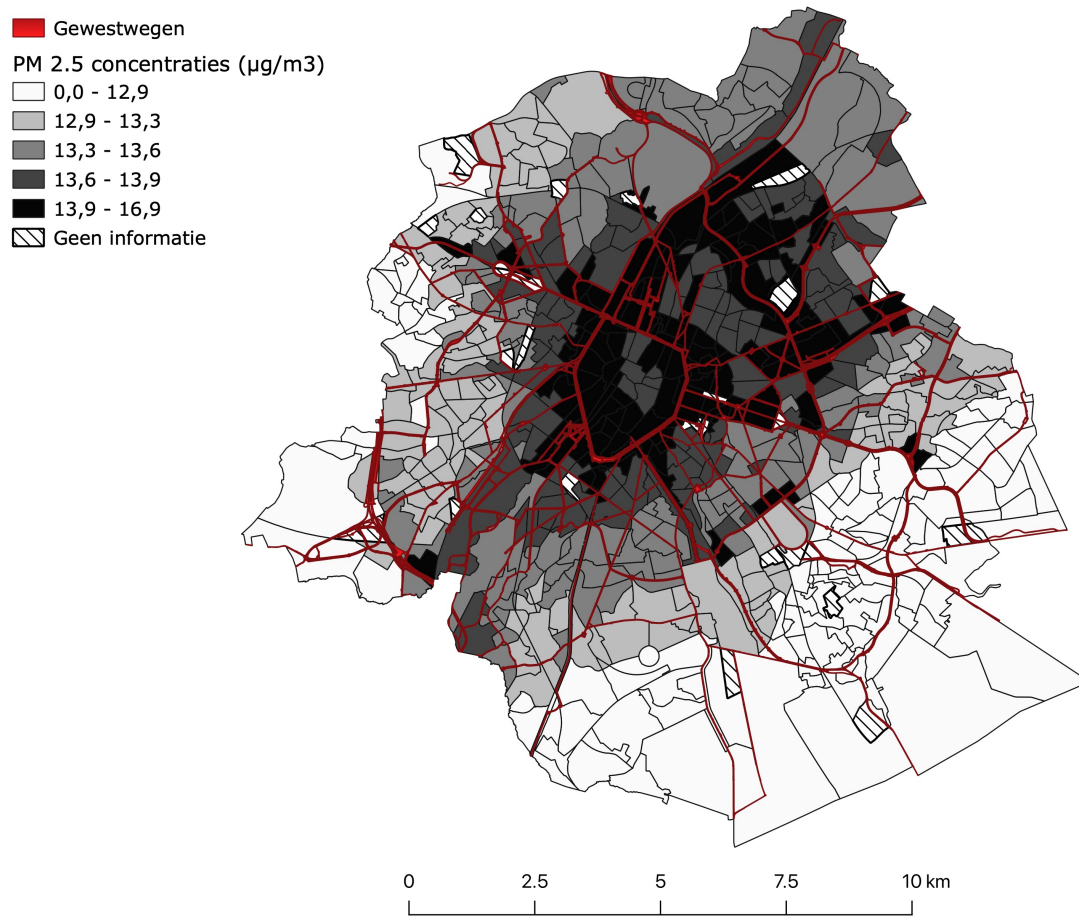 Gewestwegen
PM 2.5 concentraties (µg/m3)
0,0 - 12,9
12,9 - 13,3
13,3 - 13,6
13,6 - 13,9
13,9 - 16,9
Geen informatie
0 2.5 5 7.5 10 km